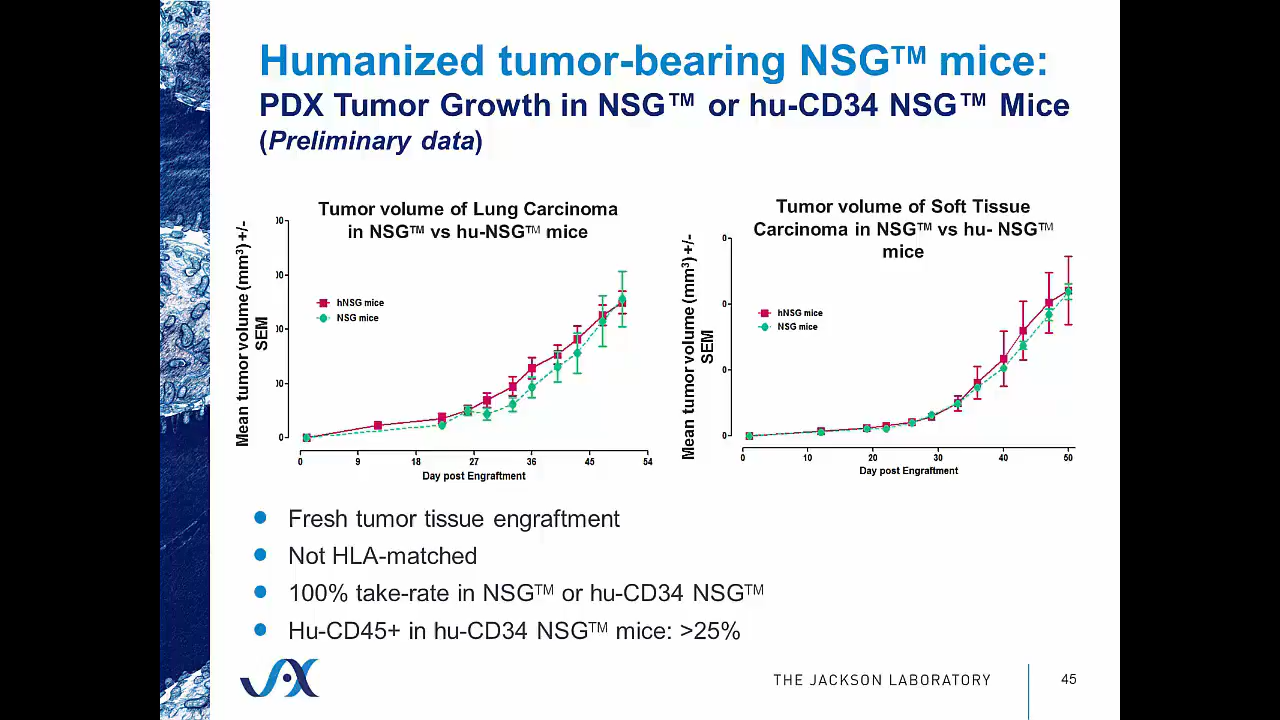 Humanized tumor-bearing NSG™ mice:
PDX Tumor Growth in NSG™ or hu-CD34 NSG™ Mice
(Preliminary data)
Tumor volume of Lung Carcinoma
in NSG™ vs hu-NSG™ mice
Mean tumor volume (mm³) +/-
SEM
hNSG mice
NSG mice
0
0 9 18 27 36 45 54
Day post Engraftment
Tumor volume of Soft Tissue
Carcinoma in NSG™ vs hu- NSG™
mice
Mean tumor volume (mm³) +/-
SEM
hNSG mice
NSG mice
0
0 10 20 30 40 50
Day post Engraftment
Fresh tumor tissue engraftment
Not HLA-matched
100% take-rate in NSG™ or hu-CD34 NSG™
Hu-CD45+ in hu-CD34 NSG™ mice: >25%
JAX
THE JACKSON LABORATORY
45